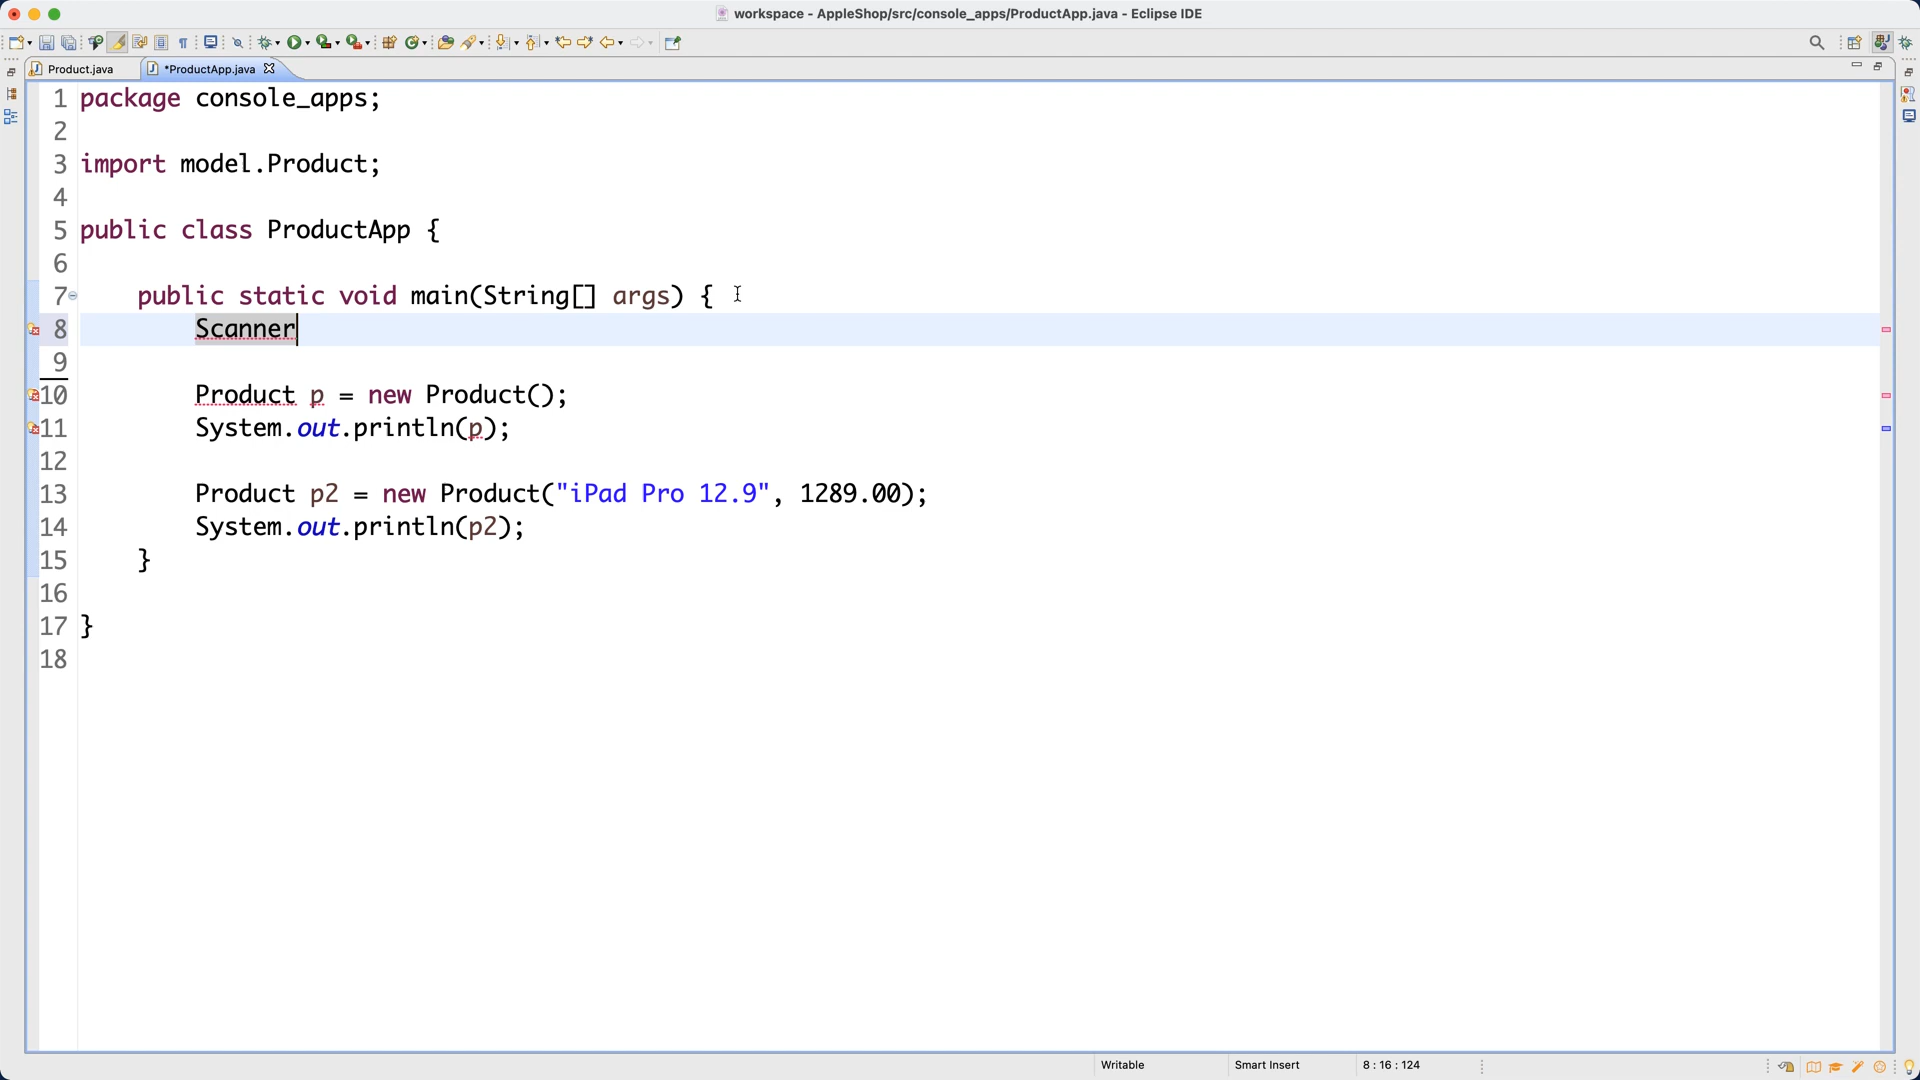 workspace - AppleShop/src/console_apps/ProductApp.java - Eclipse IDE
Product.java
*ProductApp.java
1 package console_apps;
2
3 import model.Product;
4
5 public class ProductApp {
6
7 public static void main(String[] args) {
8 Scanner
9
10 Product p = new Product();
11 System.out.println(p);
12
13 Product p2 = new Product("iPad Pro 12.9", 1289.00);
14 System.out.println(p2);
15 }
16
17 }
18
Writable
Smart Insert
8 : 16 : 124